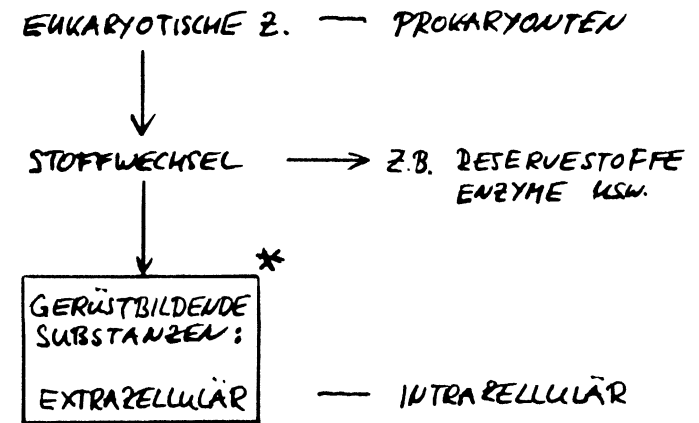 EUKARYOTISCHE Z. — PROKARYONTEN
STOFFWECHSEL → Z.B. RESERVESTOFFE
ENZYME USW.
*
GERÜSTBILDENDE
SUBSTANZEN:
EXTRAZELLULÄR — INTRAZELLULÄR